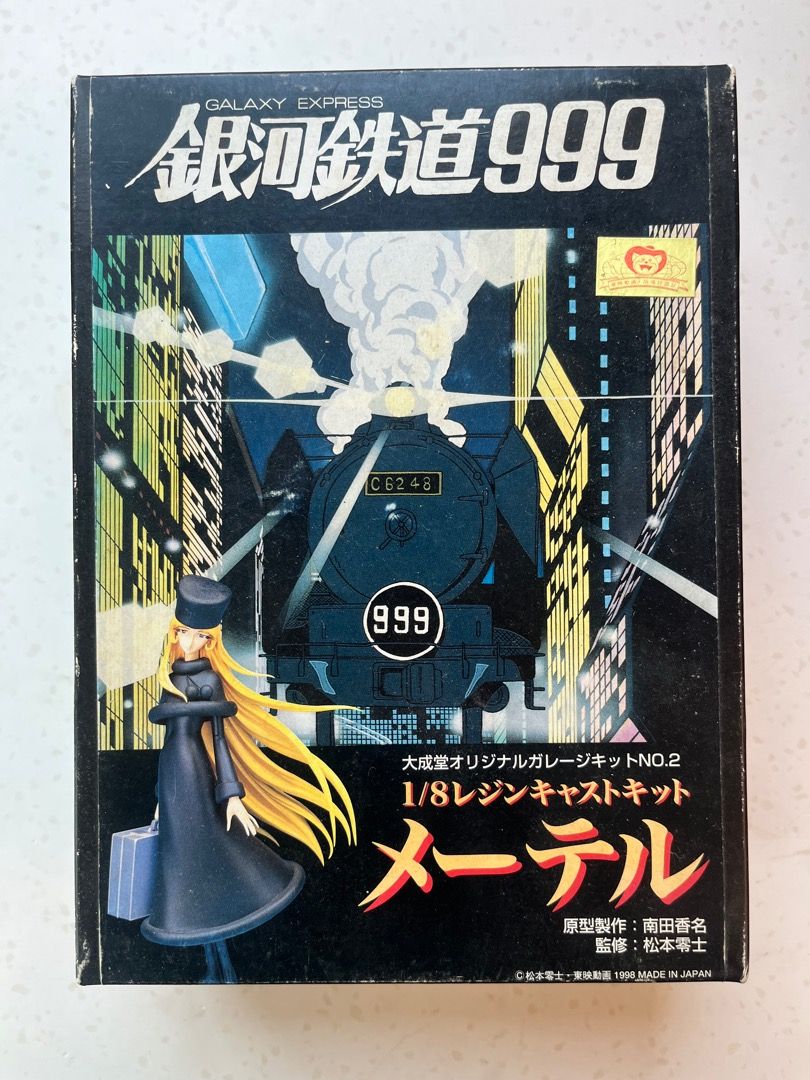 GALAXY EXPRESS
銀河鉄道999
C6248
999
大成堂オリジナルガレージキットNO.2
1/8レジンキャストキット
メーテル
原型製作：南田香名
監修：松本零士
©松本零士・東映動画 1998 MADE IN JAPAN